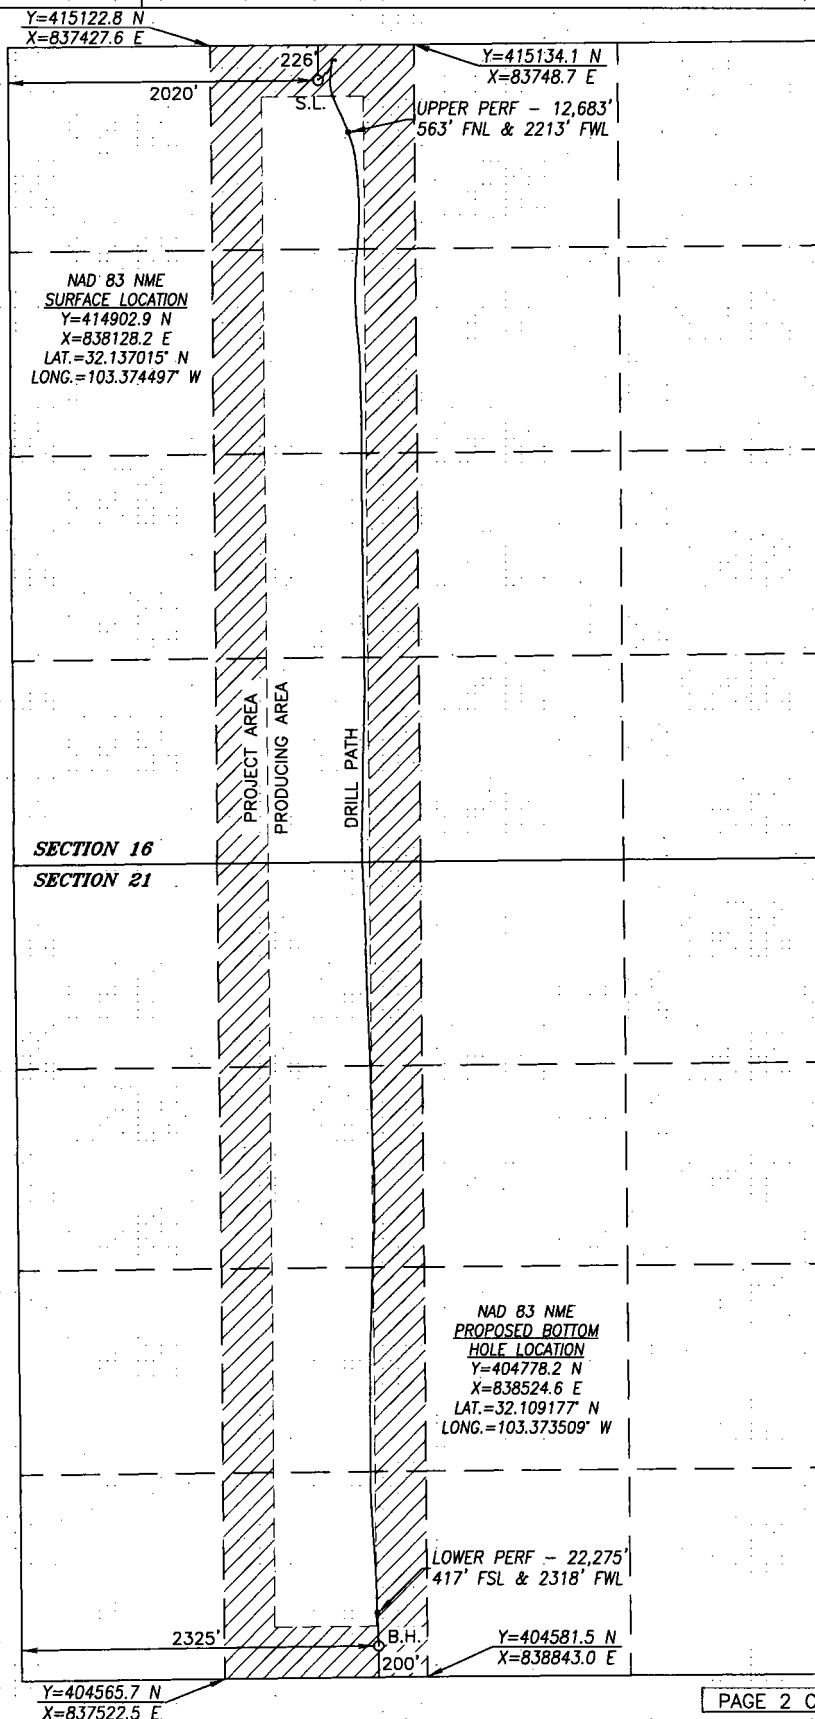 Y=415122.8 N
X=837427.6 E
226'
Y=415134.1 N
X=83748.7 E
2020'
S.L.
UPPER PERF - 12,683'
563' FNL & 2213' FWL
NAD 83 NME
SURFACE LOCATION
Y=414902.9 N
X=838128.2 E
LAT.=32.137015° N
LONG.=103.374497° W
PROJECT AREA
PRODUCING AREA
DRILL PATH
SECTION 16
SECTION 21
NAD 83 NME
PROPOSED BOTTOM
HOLE LOCATION
Y=404778.2 N
X=838524.6 E
LAT.=32.109177° N
LONG.=103.373509° W
LOWER PERF - 22,275'
417' FSL & 2318' FWL
2325'
B.H.
200'
Y=404581.5 N
X=838843.0 E
Y=404565.7 N
X=837522.5 E
PAGE 2 O